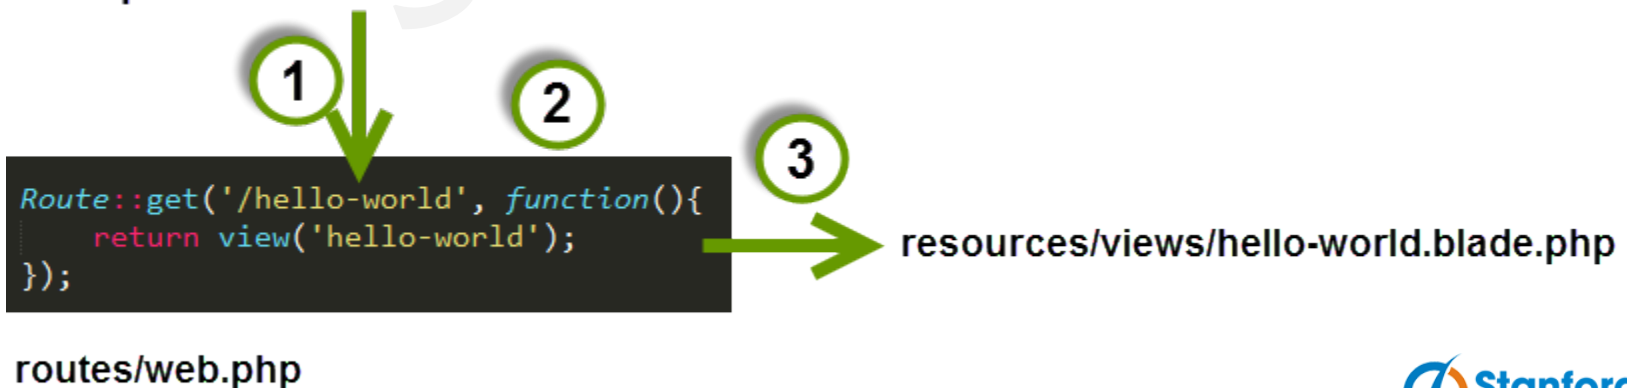 1
2
3
Route::get('/hello-world', function(){
return view('hello-world');
});
resources/views/hello-world.blade.php
routes/web.php